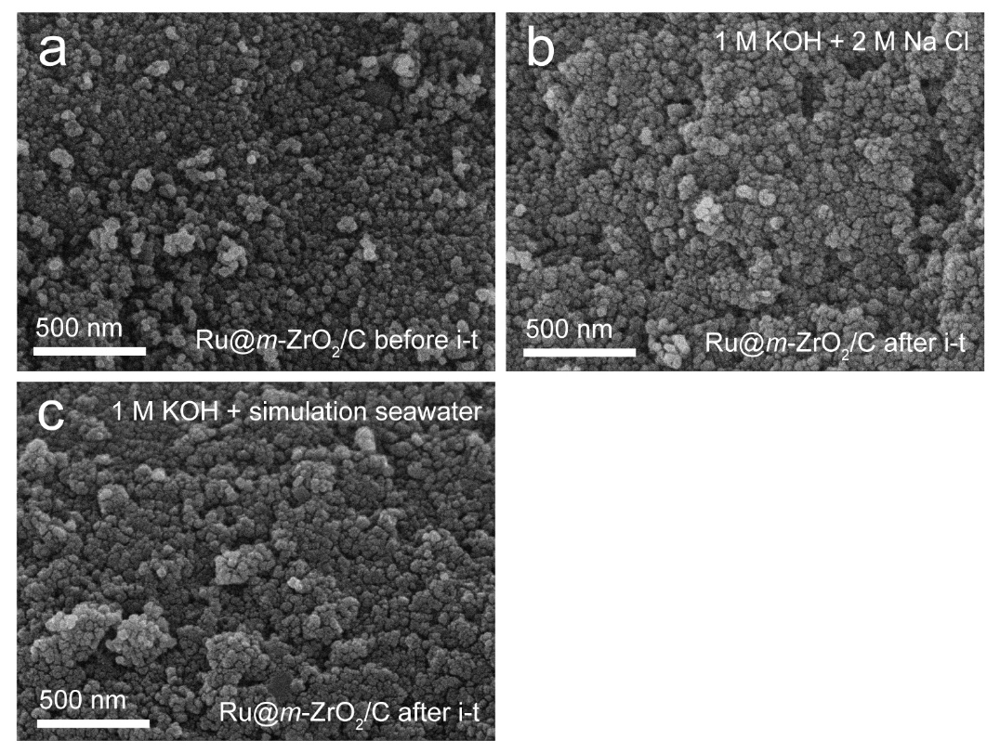 a
500 nm
Ru@m-ZrO₂/C before i-t
b
1 M KOH + 2 M Na Cl
500 nm
Ru@m-ZrO₂/C after i-t
c
1 M KOH + simulation seawater
500 nm
Ru@m-ZrO₂/C after i-t